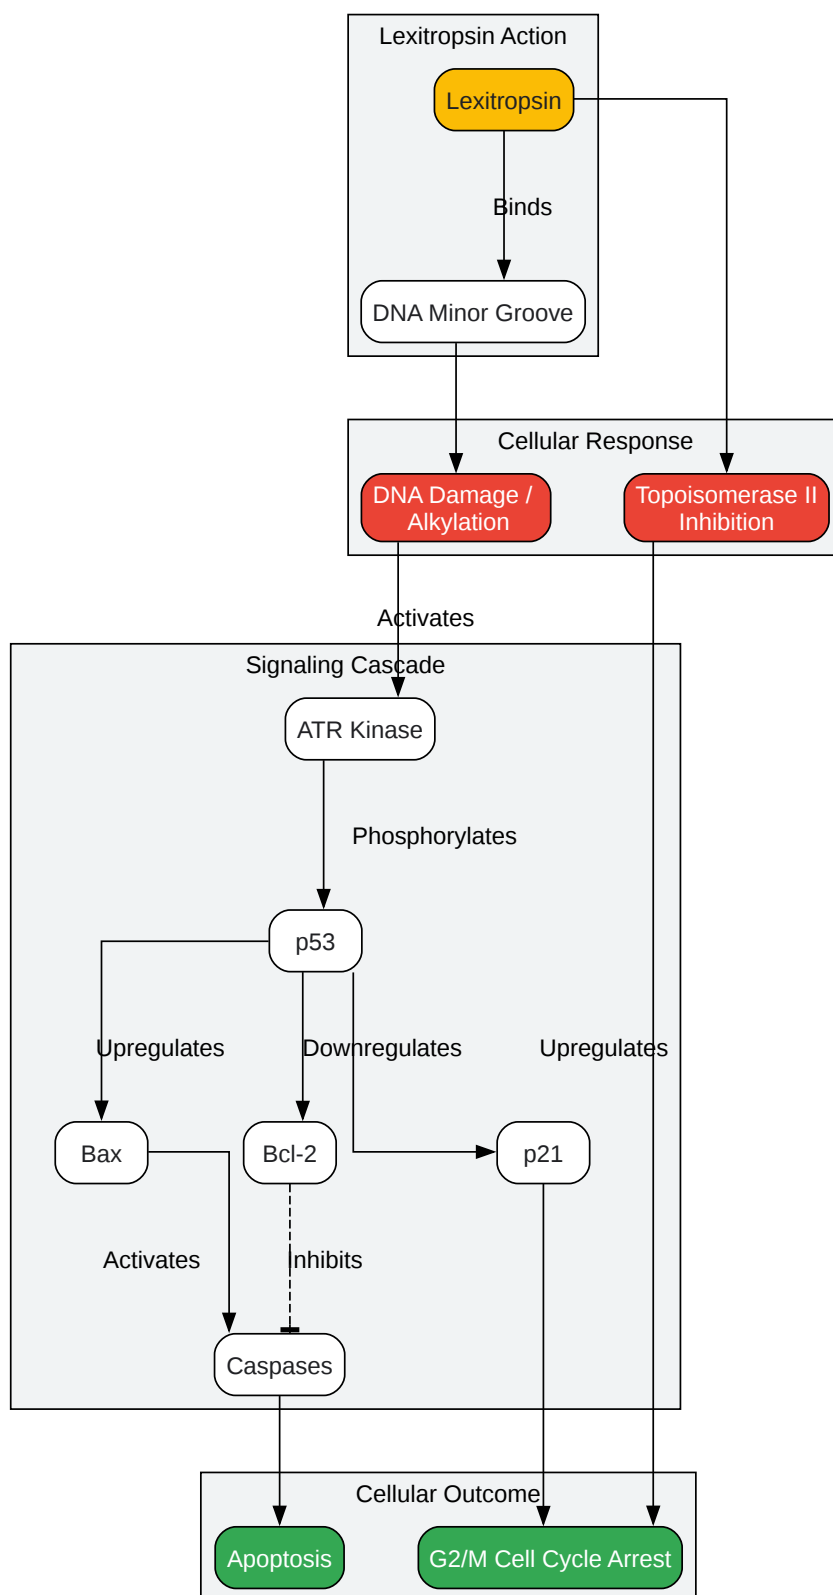 Lexitropsin Action
Lexitropsin
Binds
DNA Minor Groove
Cellular Response
DNA Damage /
Alkylation
Topoisomerase II
Inhibition
Activates
Signaling Cascade
ATR Kinase
Phosphorylates
p53
Upregulates
Downregulates
Upregulates
Bax
Bcl-2
p21
Activates
Inhibits
Caspases
Cellular Outcome
Apoptosis
G2/M Cell Cycle Arrest